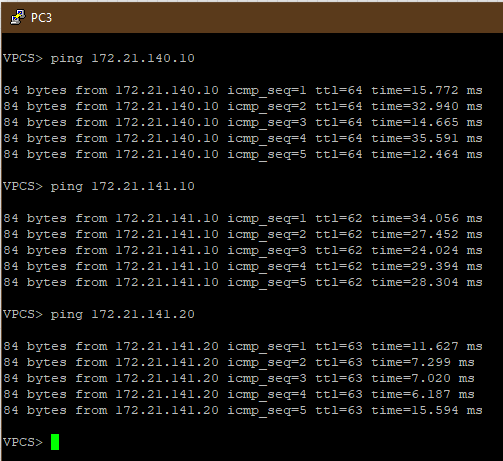 PC3
VPCS> ping 172.21.140.10
84 bytes from 172.21.140.10 icmp_seq=1 ttl=64 time=15.772 ms
84 bytes from 172.21.140.10 icmp_seq=2 ttl=64 time=32.940 ms
84 bytes from 172.21.140.10 icmp_seq=3 ttl=64 time=14.665 ms
84 bytes from 172.21.140.10 icmp_seq=4 ttl=64 time=35.591 ms
84 bytes from 172.21.140.10 icmp_seq=5 ttl=64 time=12.464 ms
VPCS> ping 172.21.141.10
84 bytes from 172.21.141.10 icmp_seq=1 ttl=62 time=34.056 ms
84 bytes from 172.21.141.10 icmp_seq=2 ttl=62 time=27.452 ms
84 bytes from 172.21.141.10 icmp_seq=3 ttl=62 time=24.024 ms
84 bytes from 172.21.141.10 icmp_seq=4 ttl=62 time=29.394 ms
84 bytes from 172.21.141.10 icmp_seq=5 ttl=62 time=28.304 ms
VPCS> ping 172.21.141.20
84 bytes from 172.21.141.20 icmp_seq=1 ttl=63 time=11.627 ms
84 bytes from 172.21.141.20 icmp_seq=2 ttl=63 time=7.299 ms
84 bytes from 172.21.141.20 icmp_seq=3 ttl=63 time=7.020 ms
84 bytes from 172.21.141.20 icmp_seq=4 ttl=63 time=6.187 ms
84 bytes from 172.21.141.20 icmp_seq=5 ttl=63 time=15.594 ms
VPCS>